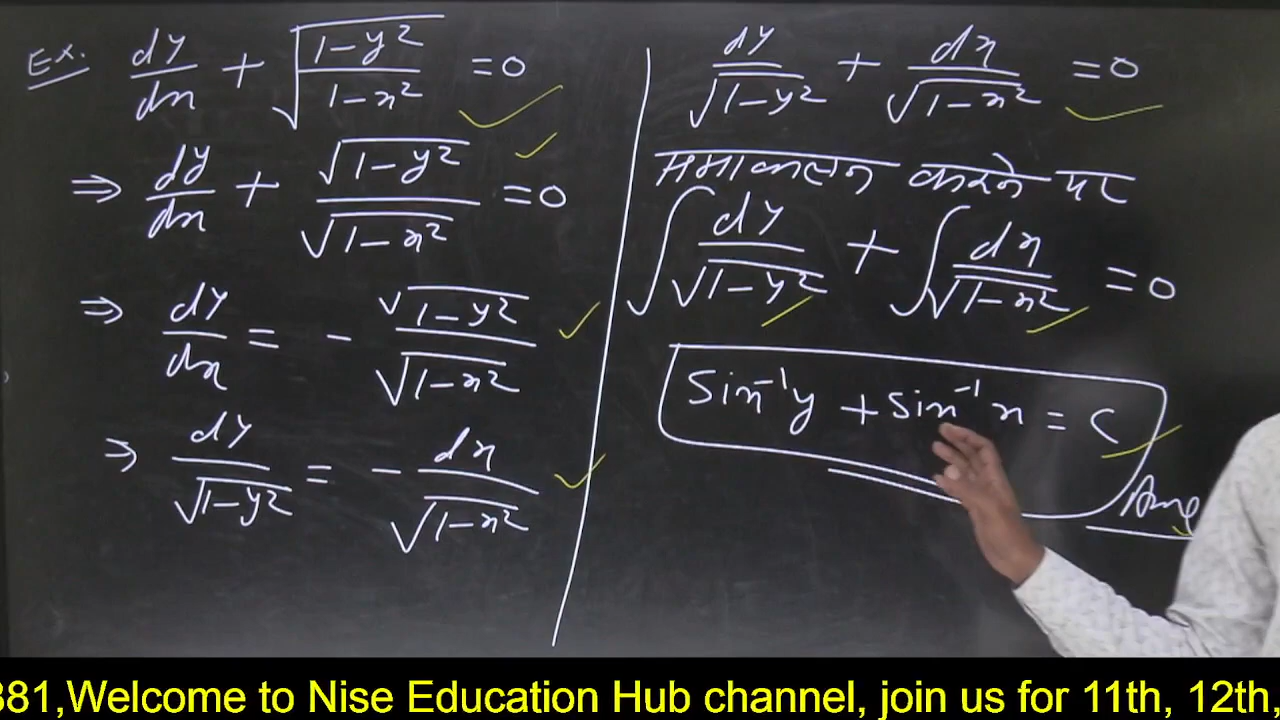 Ex. dy/dx + √((1-y²)/(1-x²)) = 0
⇒ dy/dx + √(1-y²)/√(1-x²) = 0
⇒ dy/dx = - √(1-y²)/√(1-x²)
⇒ dy/√(1-y²) = - dx/√(1-x²)
dy/√(1-y²) + dx/√(1-x²) = 0
समाकलन करने पर
∫ dy/√(1-y²) + ∫ dx/√(1-x²) = 0
Sin⁻¹y + Sin⁻¹x = C
Ans
381,Welcome to Nise Education Hub channel, join us for 11th, 12th,